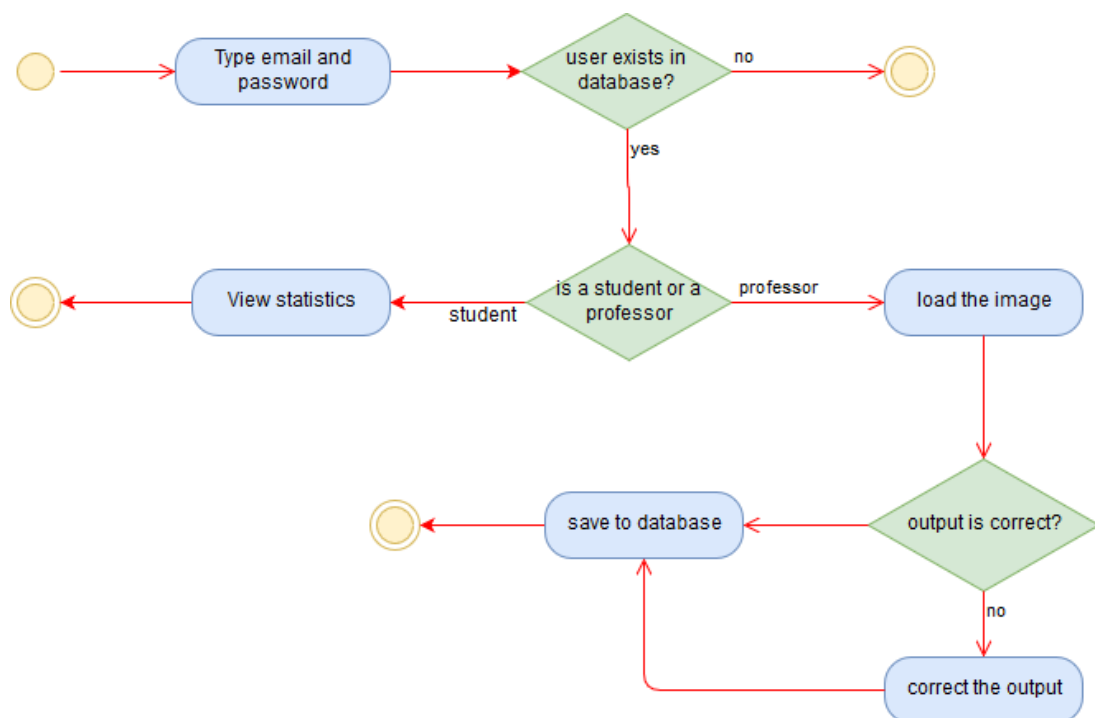 Type email and
password
user exists in
database?
no
yes
View statistics
student
is a student or a
professor
professor
load the image
save to database
output is correct?
no
correct the output